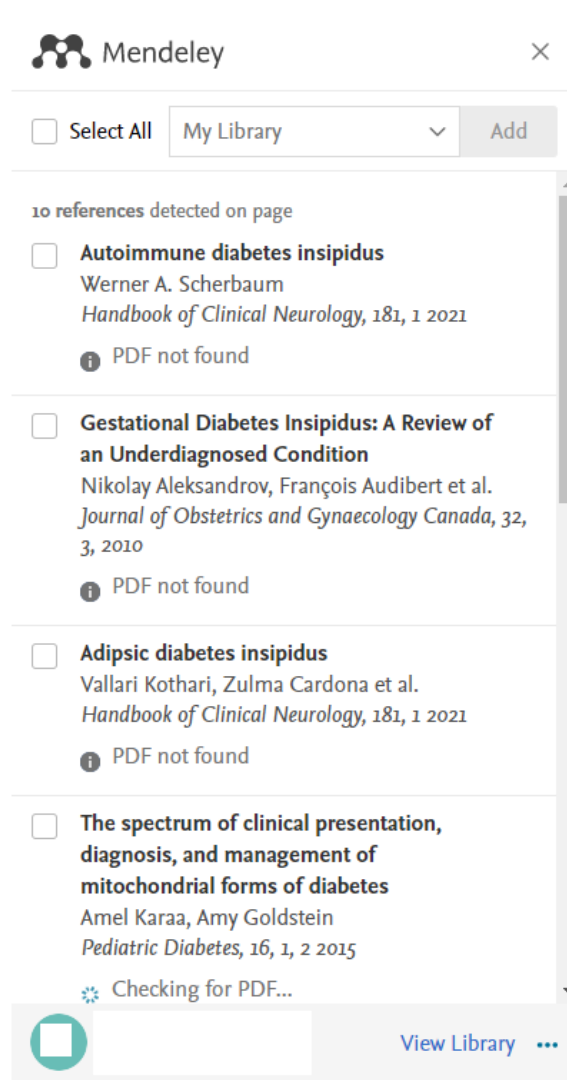 Mendeley
Select All
My Library
Add
10 references detected on page
Autoimmune diabetes insipidus
Werner A. Scherbaum
Handbook of Clinical Neurology, 181, 1 2021
PDF not found
Gestational Diabetes Insipidus: A Review of
an Underdiagnosed Condition
Nikolay Aleksandrov, François Audibert et al.
Journal of Obstetrics and Gynaecology Canada, 32,
3, 2010
PDF not found
Adipsic diabetes insipidus
Vallari Kothari, Zulma Cardona et al.
Handbook of Clinical Neurology, 181, 1 2021
PDF not found
The spectrum of clinical presentation,
diagnosis, and management of
mitochondrial forms of diabetes
Amel Karaa, Amy Goldstein
Pediatric Diabetes, 16, 1, 2 2015
Checking for PDF...
View Library